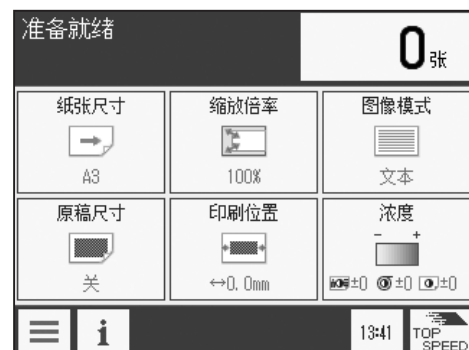 准备就绪
0张
纸张尺寸 缩放倍率 图像模式
A3 100% 文本
原稿尺寸 印刷位置 浓度
- +
关 ↔0.0mm ±0 ±0 ±0
i 13:41 TOP
SPEED